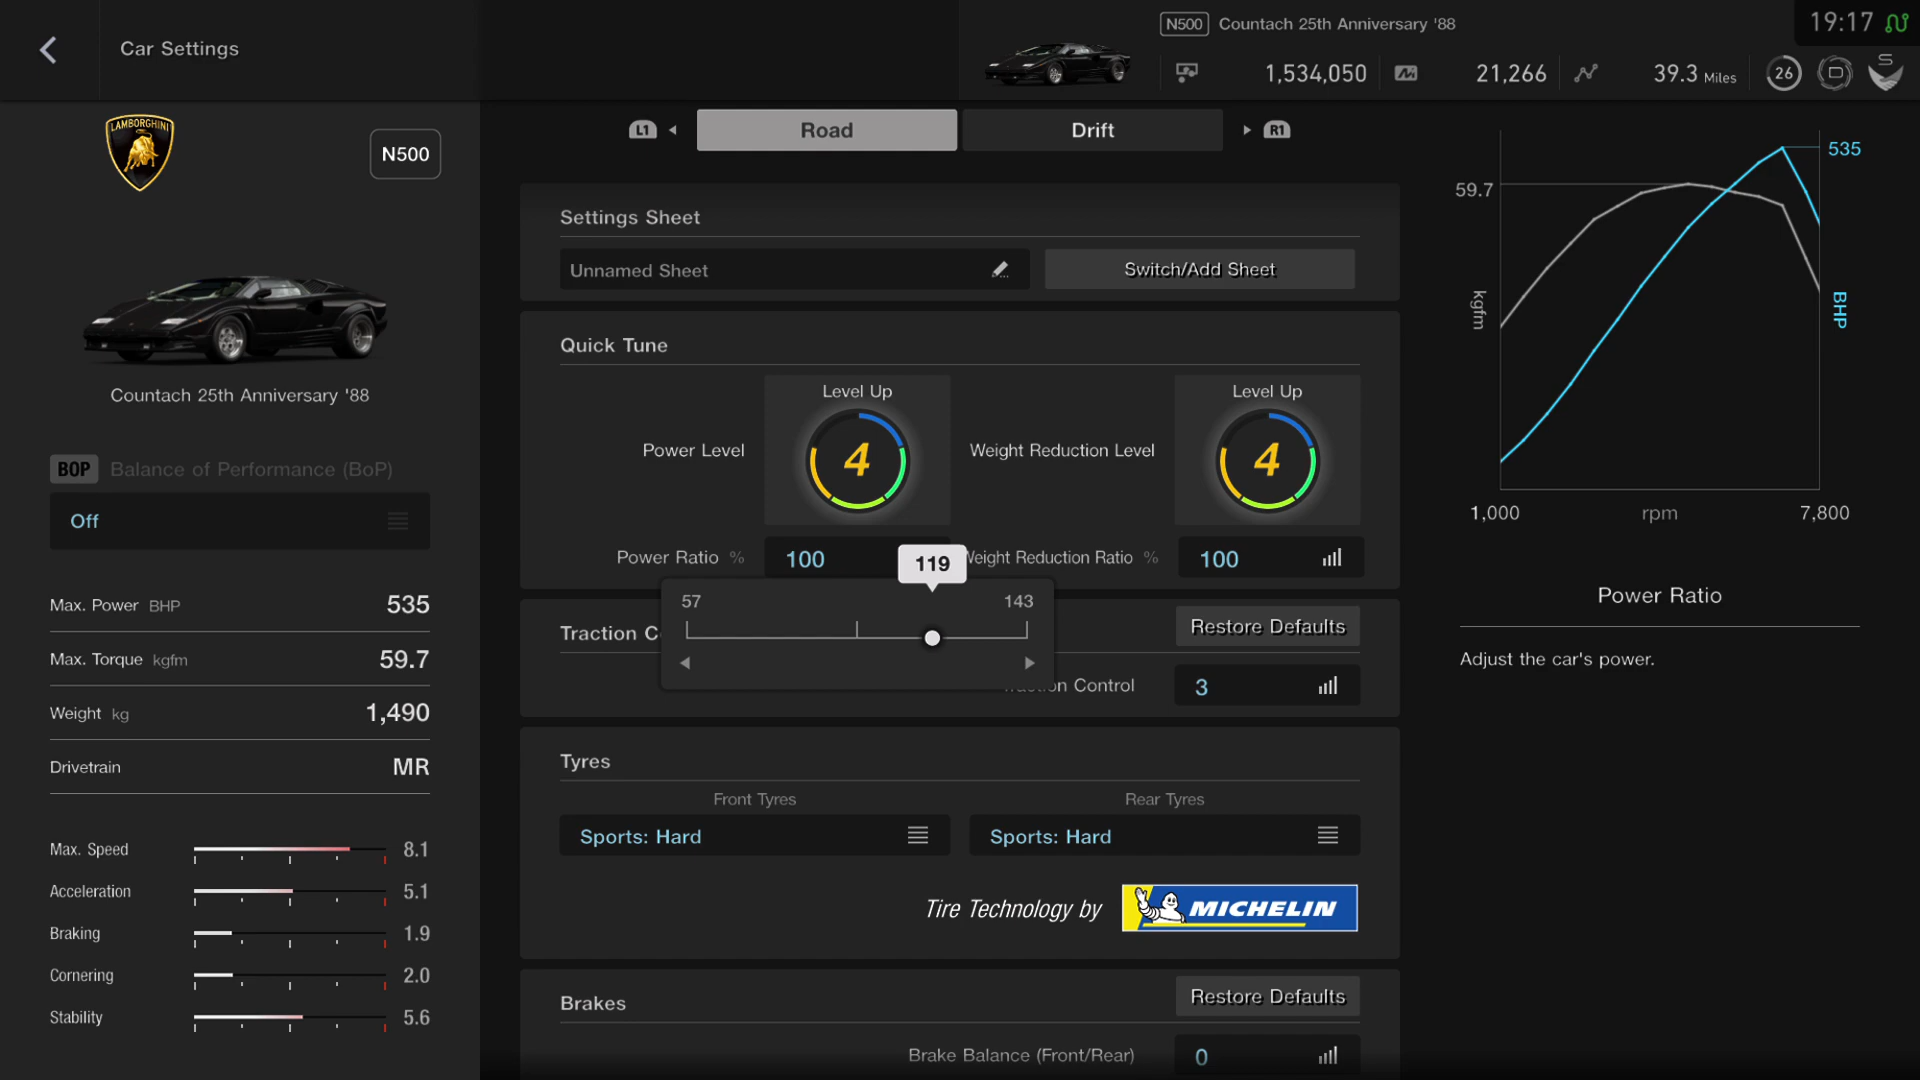 Car Settings
N500 Countach 25th Anniversary '88
19:17
1,534,050
21,266
39.3 Miles
26
D
S
LAMBORGHINI
N500
Countach 25th Anniversary '88
BOP Balance of Performance (BoP)
Off
Max. Power BHP 535
Max. Torque kgfm 59.7
Weight kg 1,490
Drivetrain MR
Max. Speed 8.1
Acceleration 5.1
Braking 1.9
Cornering 2.0
Stability 5.6
L1 Road Drift R1
Settings Sheet
Unnamed Sheet Switch/Add Sheet
Quick Tune
Level Up Level Up
Power Level 4 Weight Reduction Level 4
Power Ratio % 100 Weight Reduction Ratio % 100
119
57 143
Traction C Restore Defaults
Traction Control 3
Tyres
Front Tyres Rear Tyres
Sports: Hard Sports: Hard
Tire Technology by MICHELIN
Brakes Restore Defaults
Brake Balance (Front/Rear) 0
535
59.7
kgfm
BHP
1,000 rpm 7,800
Power Ratio
Adjust the car's power.